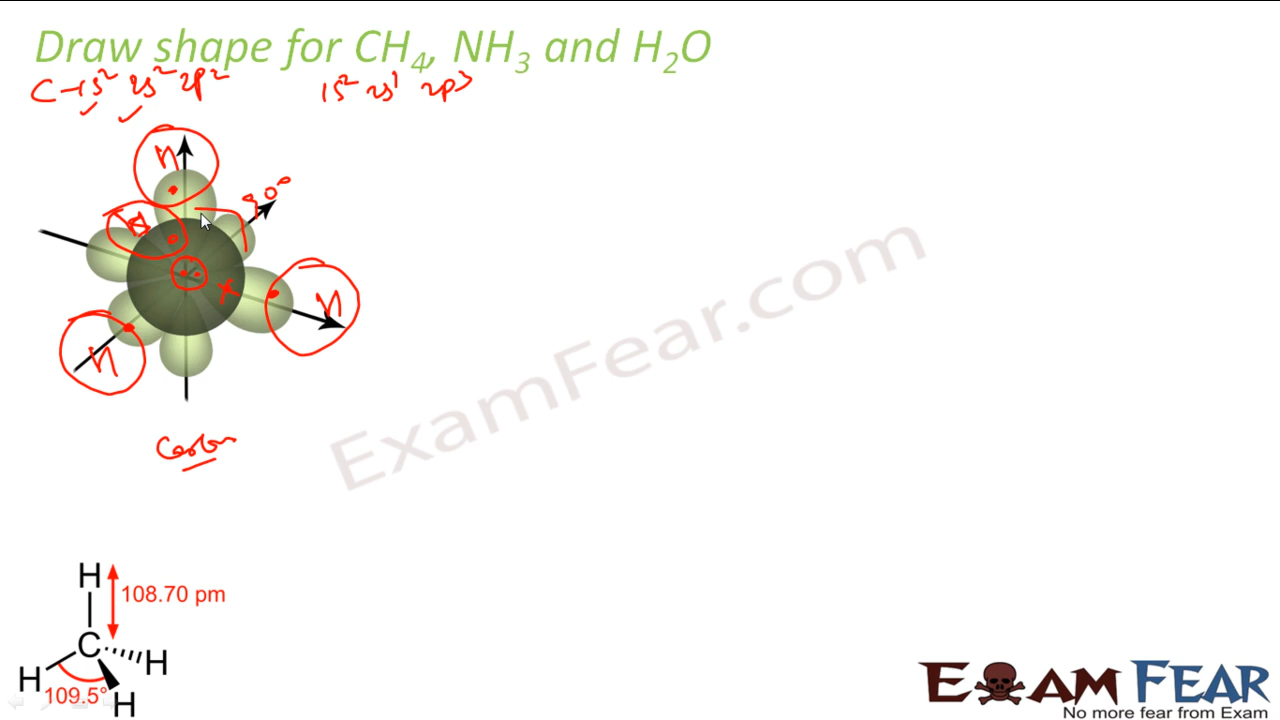 Draw shape for CH₄, NH₃ and H₂O
C-1s² 2s² 2p² 1s² 2s¹ 2p³
H
90°
H
H
H
Carbon
ExamFear.com
H
108.70 pm
C
H
H
109.5°
H
EXAM FEAR
No more fear from Exam